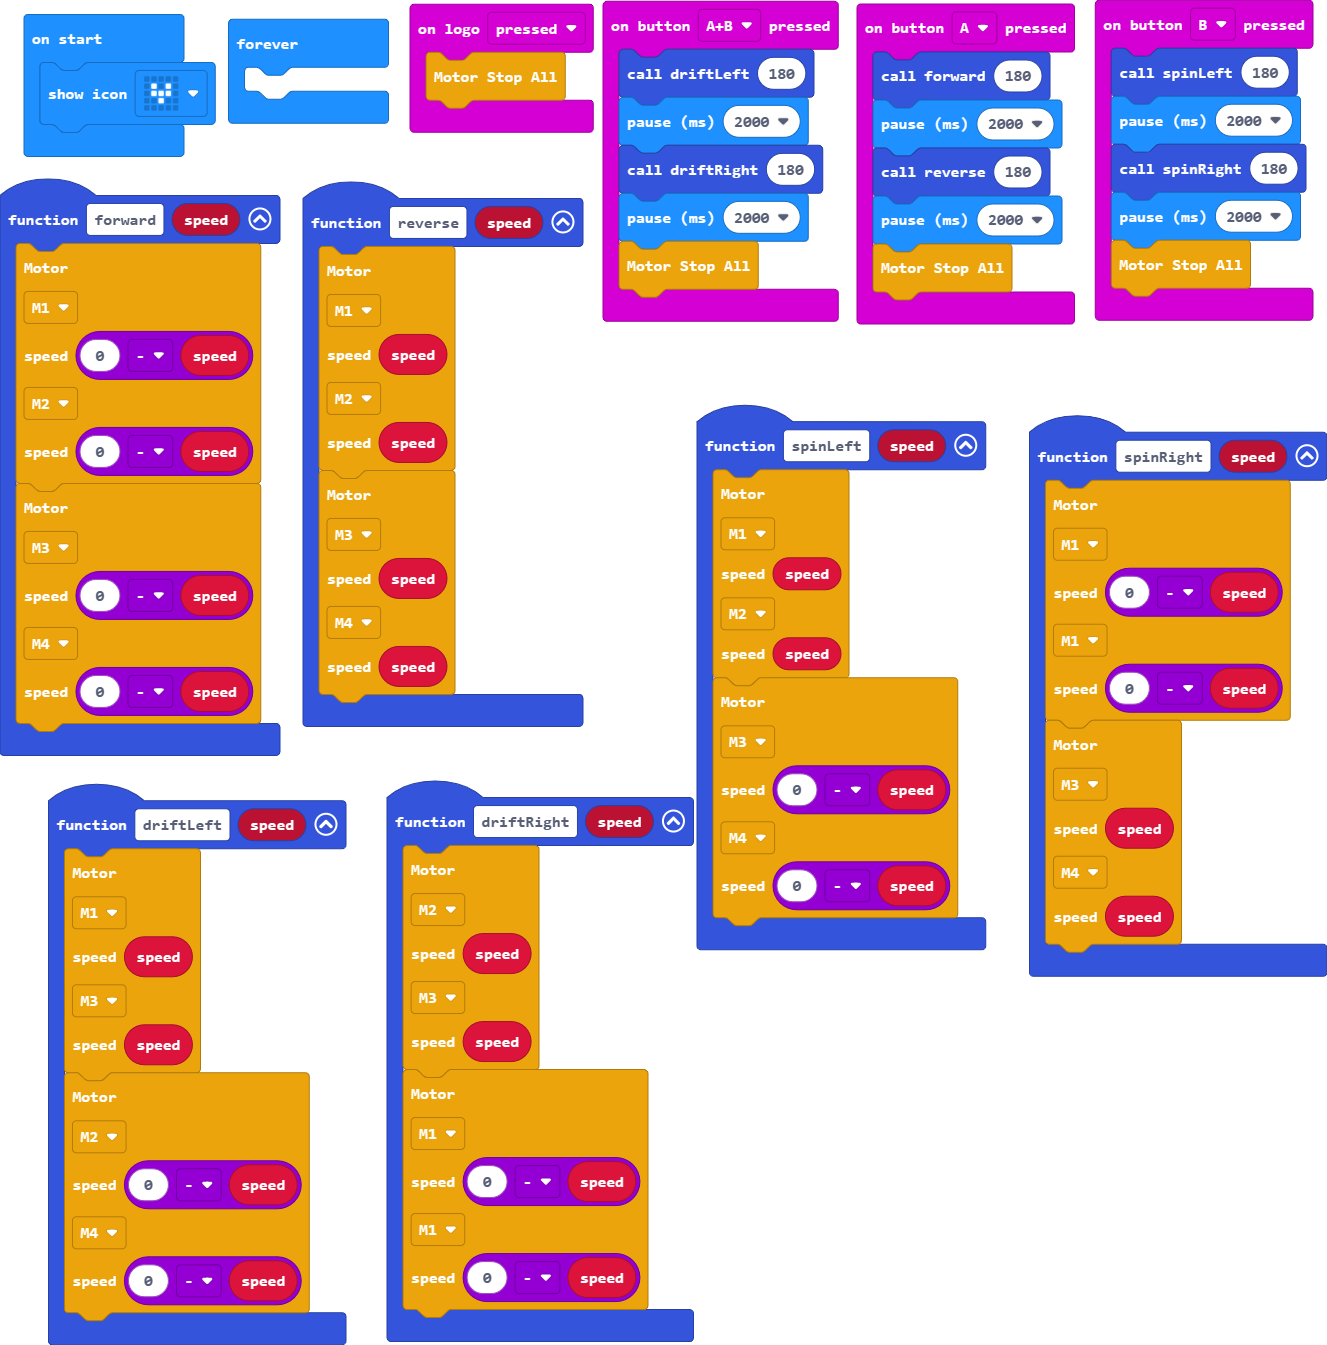 on start
show icon
forever
on logo pressed
Motor Stop All
on button A+B pressed
call driftLeft 180
pause (ms) 2000
call driftRight 180
pause (ms) 2000
Motor Stop All
on button A pressed
call forward 180
pause (ms) 2000
call reverse 180
pause (ms) 2000
Motor Stop All
on button B pressed
call spinLeft 180
pause (ms) 2000
call spinRight 180
pause (ms) 2000
Motor Stop All
function forward speed
Motor
M1
speed 0 - speed
M2
speed 0 - speed
Motor
M3
speed 0 - speed
M4
speed 0 - speed
function reverse speed
Motor
M1
speed speed
M2
speed speed
Motor
M3
speed speed
M4
speed speed
function spinLeft speed
Motor
M1
speed speed
M2
speed speed
Motor
M3
speed 0 - speed
M4
speed 0 - speed
function spinRight speed
Motor
M1
speed 0 - speed
M1
speed 0 - speed
Motor
M3
speed speed
M4
speed speed
function driftLeft speed
Motor
M1
speed speed
M3
speed speed
Motor
M2
speed 0 - speed
M4
speed 0 - speed
function driftRight speed
Motor
M2
speed speed
M3
speed speed
Motor
M1
speed 0 - speed
M1
speed 0 - speed